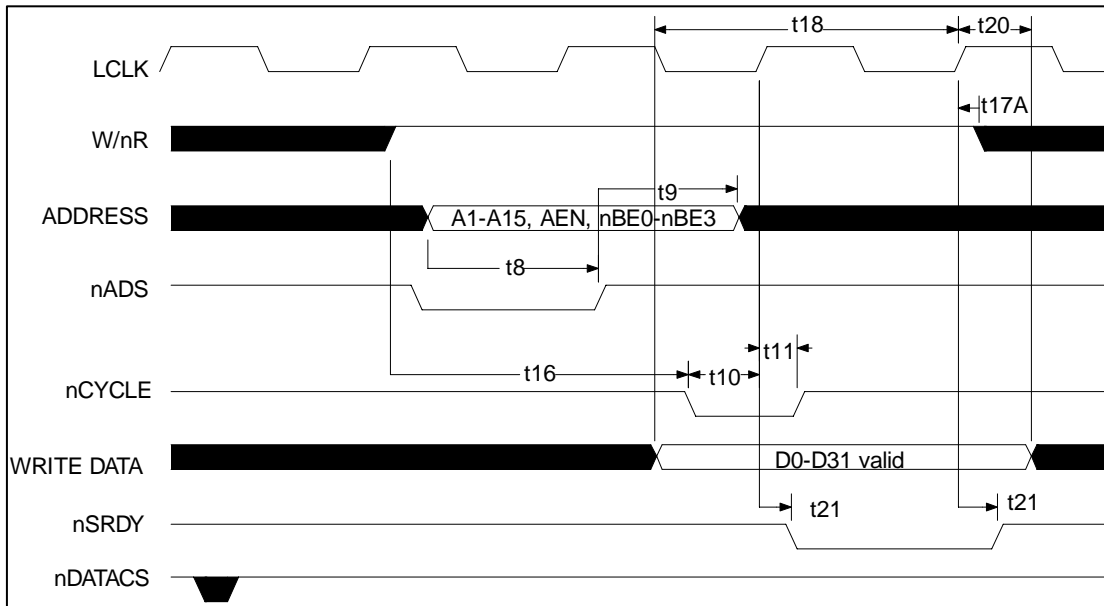 t18
t20
LCLK
t17A
W/nR
t9
ADDRESS
A1-A15, AEN, nBE0-nBE3
t8
nADS
t11
t16
t10
nCYCLE
WRITE DATA
D0-D31 valid
t21
t21
nSRDY
nDATACS